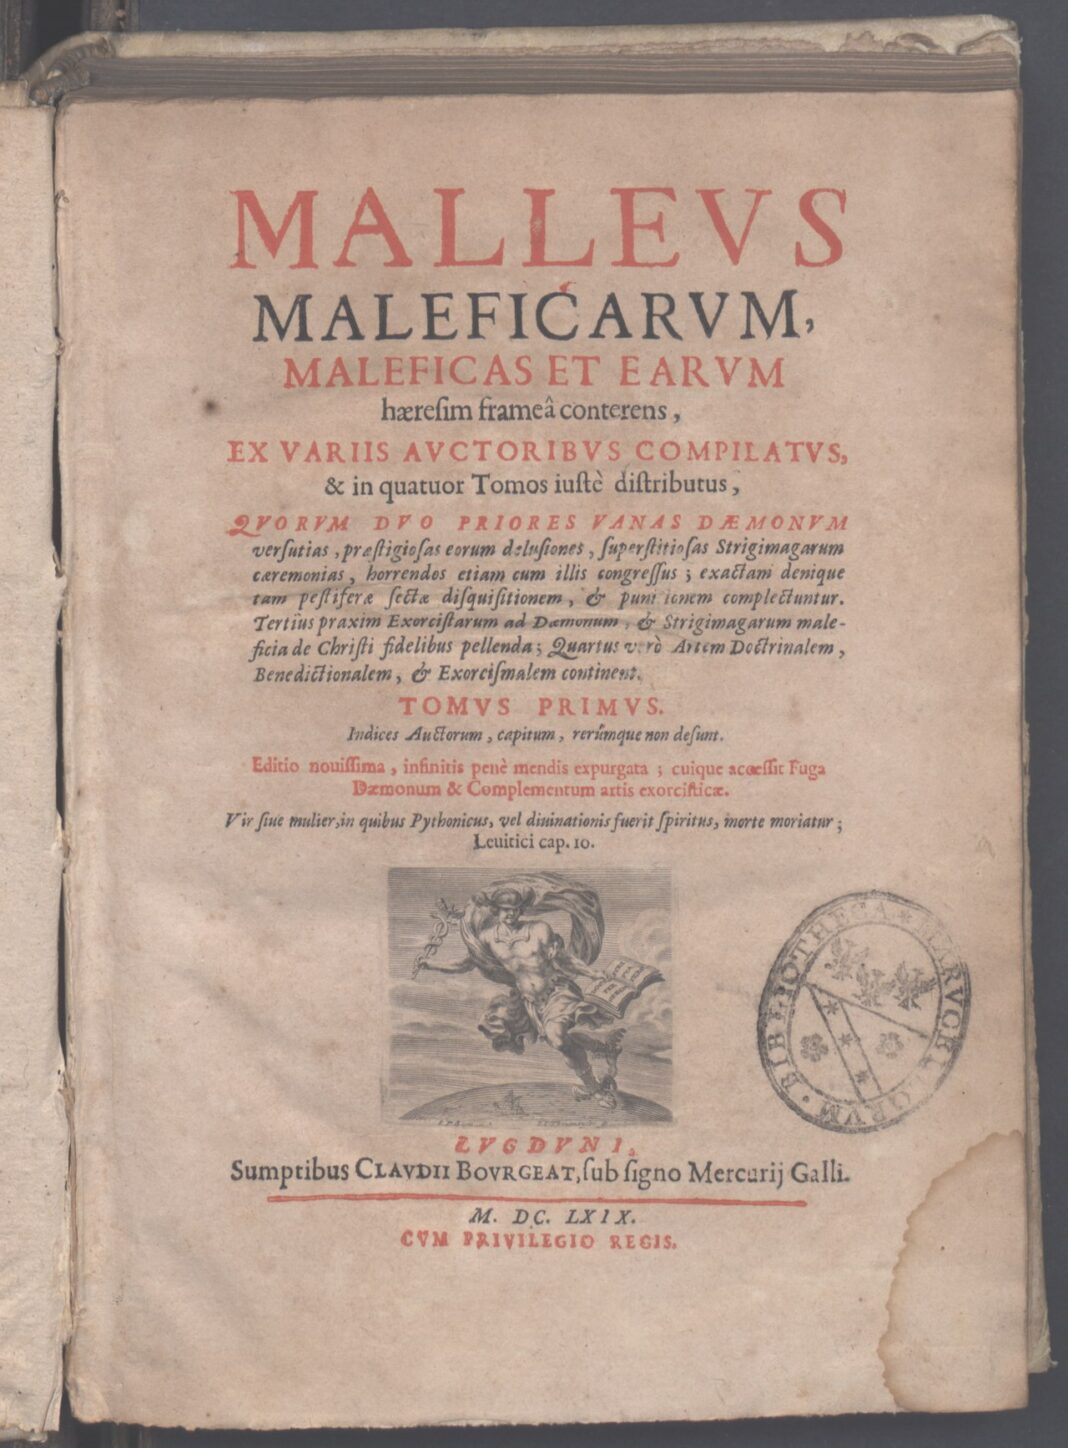 MALLEVS
MALEFICARVM,
MALEFICAS ET EARVM
hæresim frameâ conterens,
EX VARIIS AVCTORIBVS COMPILATVS,
& in quatuor Tomos iustè distributus,
QVORVM DVO PRIORES VANAS DÆMONVM
versutias, præstigiosas eorum delusiones, superstitiosas Strigimagarum
cæremonias, horrendos etiam cum illis congressus; exactam denique
tam pestiferæ sectæ disquisitionem, & punitionem complectuntur.
Tertius praxim Exorcistarum ad Dæmonum, & Strigimagarum male-
ficia de Christi fidelibus pellenda; Quartus verò Artem Doctrinalem,
Benedictionalem, & Exorcismalem continent.
TOMVS PRIMVS.
Indices Auctorum, capitum, rerúmque non desunt.
Editio nouissima, infinitis penè mendis expurgata; cuique accessit Fuga
Dæmonum & Complementum artis exorcisticæ.
Vir siue mulier, in quibus Pythonicus, vel diuinationis fuerit spiritus, morte moriatur;
Leuitici cap. 10.
BIBLIOTHECA * MARVCELLORVM
LVGDVNI,
Sumptibus CLAVDII BOVRGEAT, sub signo Mercurij Galli.
M. DC. LXIX.
CVM PRIVILEGIO REGIS.